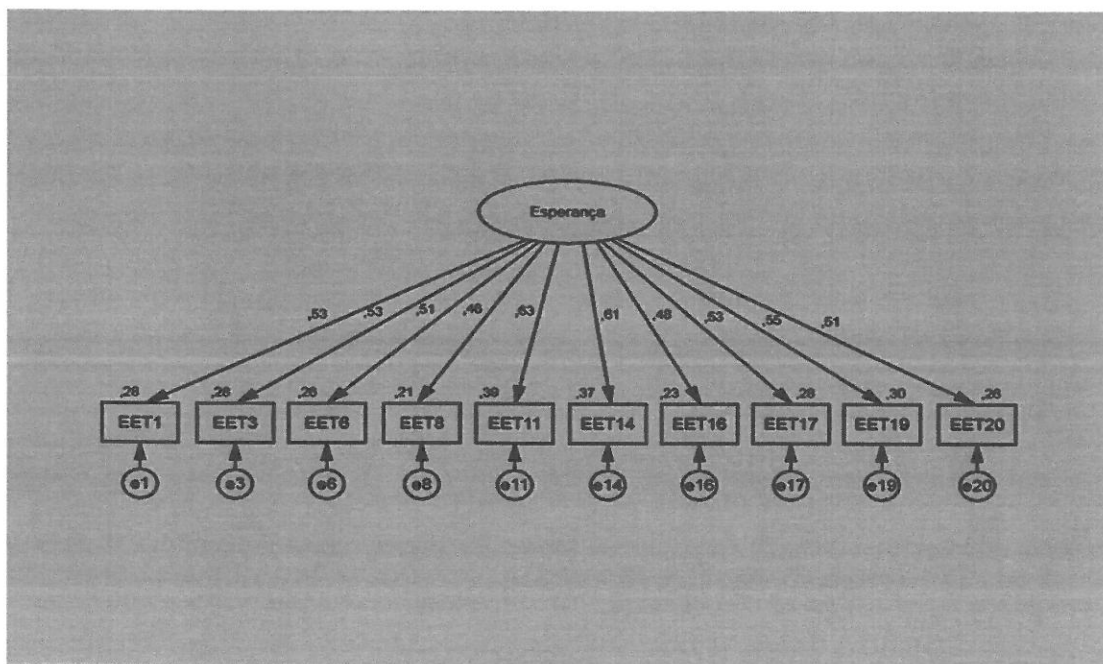 Esperança
,53 ,53 ,51 ,46 ,63 ,61 ,48 ,53 ,55 ,51
,28 ,28 ,26 ,21 ,39 ,37 ,23 ,28 ,30 ,26
EET1 EET3 EET6 EET8 EET11 EET14 EET16 EET17 EET19 EET20
e1 e3 e6 e8 e11 e14 e16 e17 e19 e20